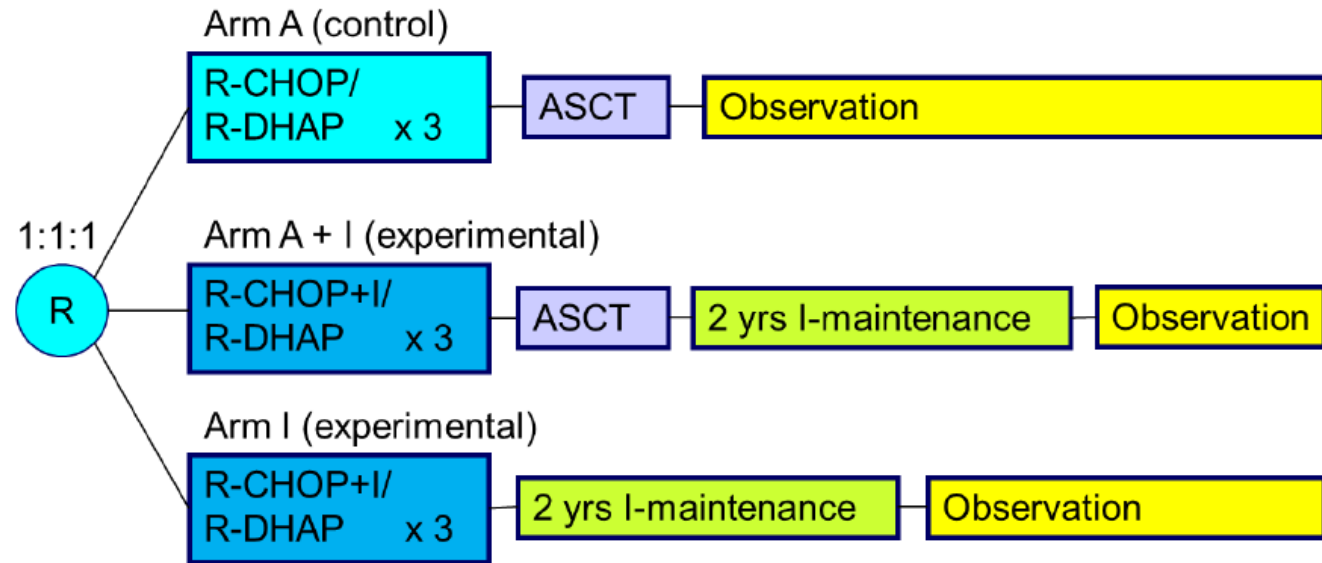 Arm A (control)
R-CHOP/
R-DHAP x 3
ASCT
Observation
1:1:1
R
Arm A + I (experimental)
R-CHOP+I/
R-DHAP x 3
ASCT
2 yrs I-maintenance
Observation
Arm I (experimental)
R-CHOP+I/
R-DHAP x 3
2 yrs I-maintenance
Observation